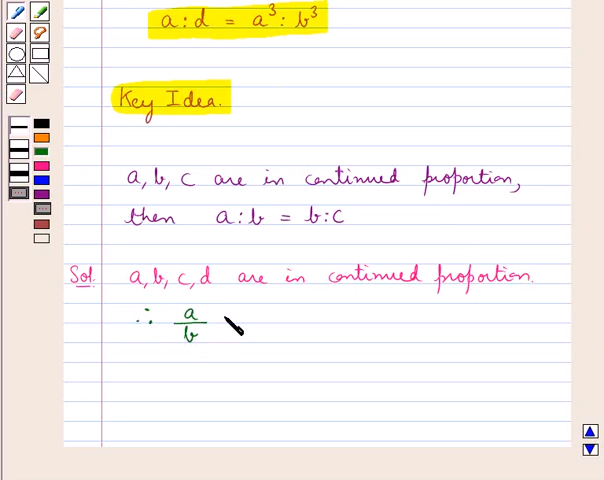 a : d = a³ : b³
Key Idea.
a, b, c are in continued proportion,
then a : b = b : c
Sol. a, b, c, d are in continued proportion.
∴ a/b